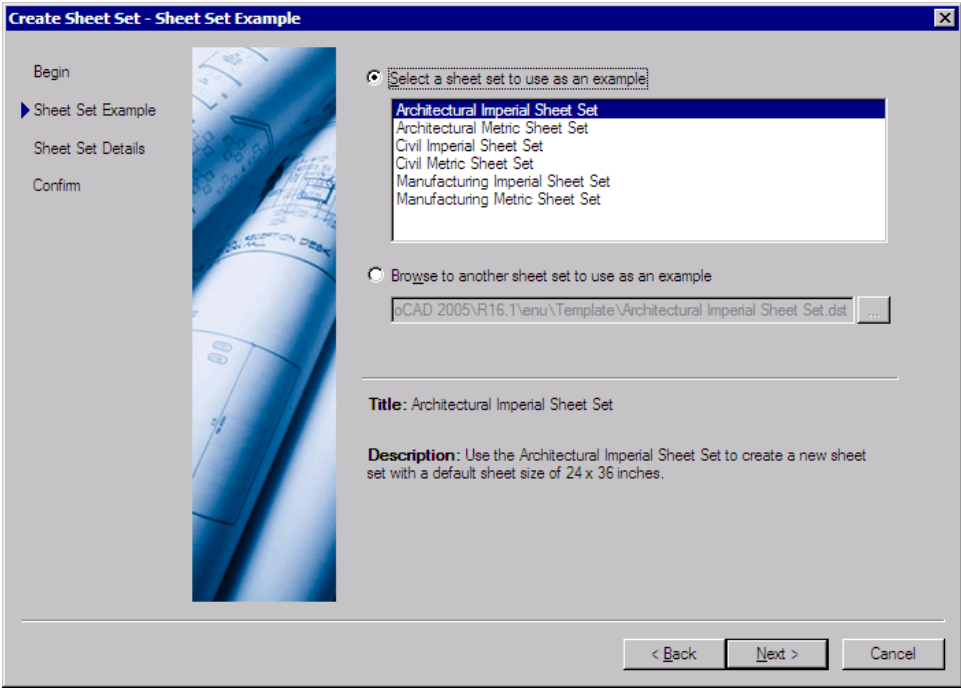 Create Sheet Set - Sheet Set Example
Begin
Sheet Set Example
Sheet Set Details
Confirm
RECEPTION DESK
Select a sheet set to use as an example
Architectural Imperial Sheet Set
Architectural Metric Sheet Set
Civil Imperial Sheet Set
Civil Metric Sheet Set
Manufacturing Imperial Sheet Set
Manufacturing Metric Sheet Set
Browse to another sheet set to use as an example
oCAD 2005\R16.1\enu\Template\Architectural Imperial Sheet Set.dst
...
Title: Architectural Imperial Sheet Set
Description: Use the Architectural Imperial Sheet Set to create a new sheet
set with a default sheet size of 24 x 36 inches.
< Back
Next >
Cancel